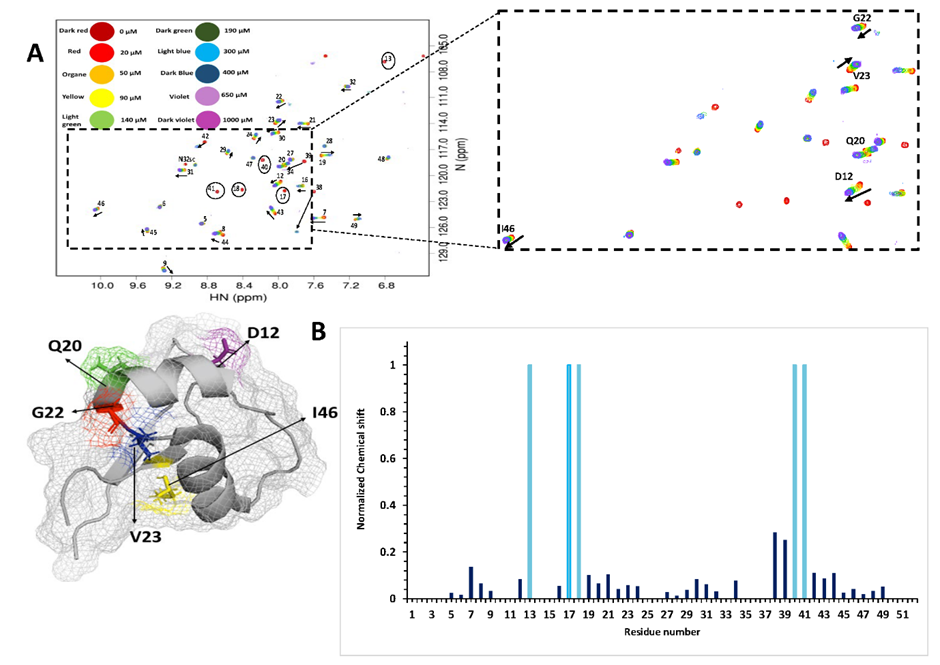 A
Dark red 0 µM Dark green 190 µM
Red 20 µM Light blue 300 µM
Organe 50 µM Dark Blue 400 µM
Yellow 90 µM Violet 650 µM
Light green 140 µM Dark violet 1000 µM
13
32
22
23
21
24
30
42
29
28
N32sc
47
40
27
39
19
48
20
34
31
12
16
41
18
17
38
46
6
43
7
49
5
45
8
44
9
105.0
108.0
111.0
114.0
117.0
120.0
123.0
126.0
129.0
N (ppm)
10.0 9.6 9.2 8.8 8.4 8.0 7.6 7.2 6.8
HN (ppm)
G22
V23
Q20
D12
I46
Q20
D12
G22
I46
V23
B
Normalized Chemical shift
1
0.8
0.6
0.4
0.2
0
1 3 5 7 9 11 13 15 17 19 21 23 25 27 29 31 33 35 37 39 41 43 45 47 49 51
Residue number